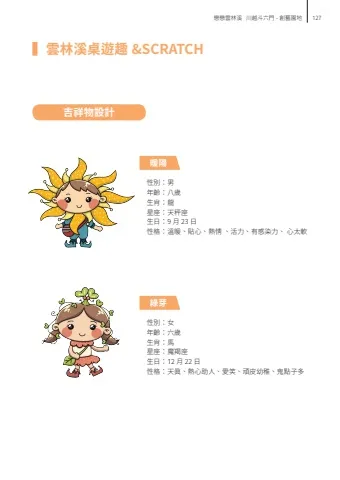 戀戀雲林溪 川越斗六門 - 創藝園地 127
雲林溪桌遊趣 &SCRATCH
吉祥物設計
暖陽
性別：男
年齡：八歲
生肖：龍
星座：天秤座
生日：9 月 23 日
性格：溫暖、貼心、熱情 、活力、有感染力、 心太軟
綠芽
性別：女
年齡：六歲
生肖：馬
星座：魔羯座
生日：12 月 22 日
性格：天真、熱心助人、愛笑、頑皮幼稚、鬼點子多